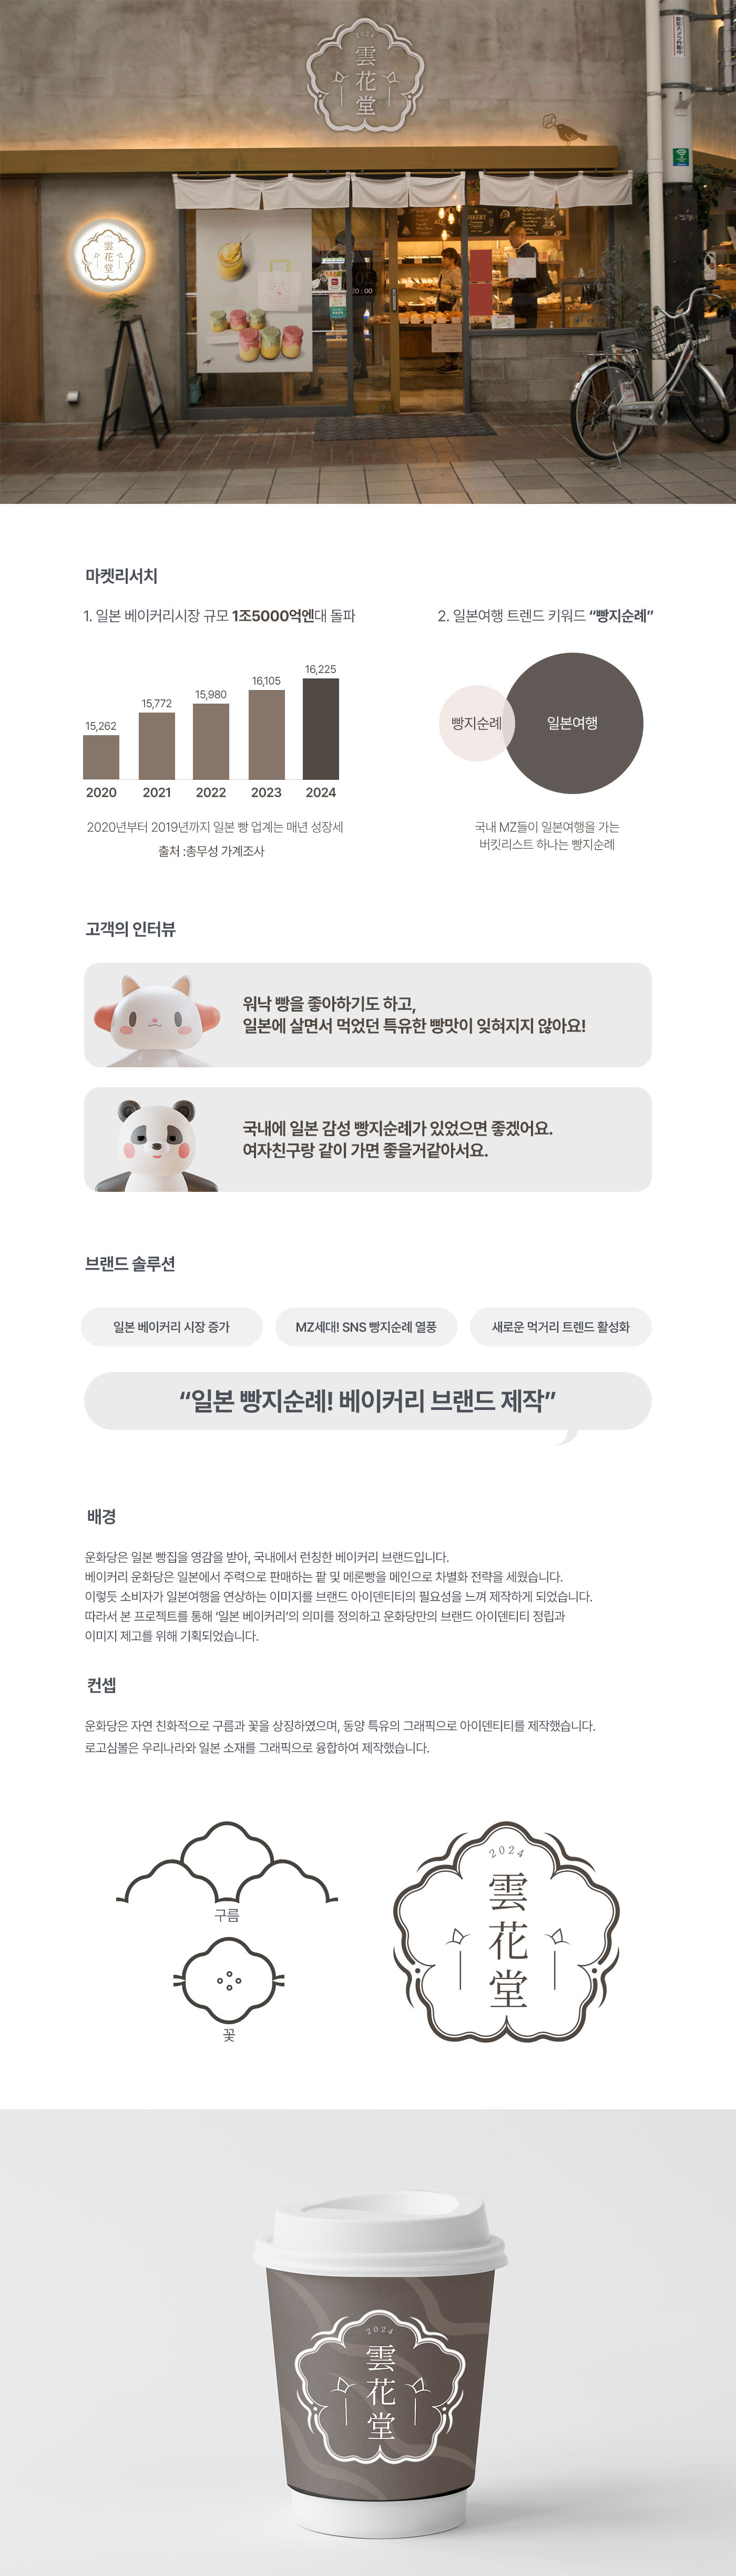 2024
雲
花
堂
雲
花
堂
BAKERY
20 : 00
마켓리서치
1. 일본 베이커리시장 규모 1조5000억엔대 돌파
2. 일본여행 트렌드 키워드 “빵지순례”
15,262
15,772
15,980
16,105
16,225
2020
2021
2022
2023
2024
빵지순례
일본여행
2020년부터 2019년까지 일본 빵 업계는 매년 성장세
출처 :총무성 가계조사
국내 MZ들이 일본여행을 가는
버킷리스트 하나는 빵지순례
고객의 인터뷰
워낙 빵을 좋아하기도 하고,
일본에 살면서 먹었던 특유한 빵맛이 잊혀지지 않아요!
국내에 일본 감성 빵지순례가 있었으면 좋겠어요.
여자친구랑 같이 가면 좋을거같아서요.
브랜드 솔루션
일본 베이커리 시장 증가
MZ세대! SNS 빵지순례 열풍
새로운 먹거리 트렌드 활성화
“일본 빵지순례! 베이커리 브랜드 제작”
배경
운화당은 일본 빵집을 영감을 받아, 국내에서 런칭한 베이커리 브랜드입니다.
베이커리 운화당은 일본에서 주력으로 판매하는 팥 및 메론빵을 메인으로 차별화 전략을 세웠습니다.
이렇듯 소비자가 일본여행을 연상하는 이미지를 브랜드 아이덴티티의 필요성을 느껴 제작하게 되었습니다.
따라서 본 프로젝트를 통해 ‘일본 베이커리’의 의미를 정의하고 운화당만의 브랜드 아이덴티티 정립과
이미지 제고를 위해 기획되었습니다.
컨셉
운화당은 자연 친화적으로 구름과 꽃을 상징하였으며, 동양 특유의 그래픽으로 아이덴티티를 제작했습니다.
로고심볼은 우리나라와 일본 소재를 그래픽으로 융합하여 제작했습니다.
구름
꽃
2024
雲
花
堂
2024
雲
花
堂